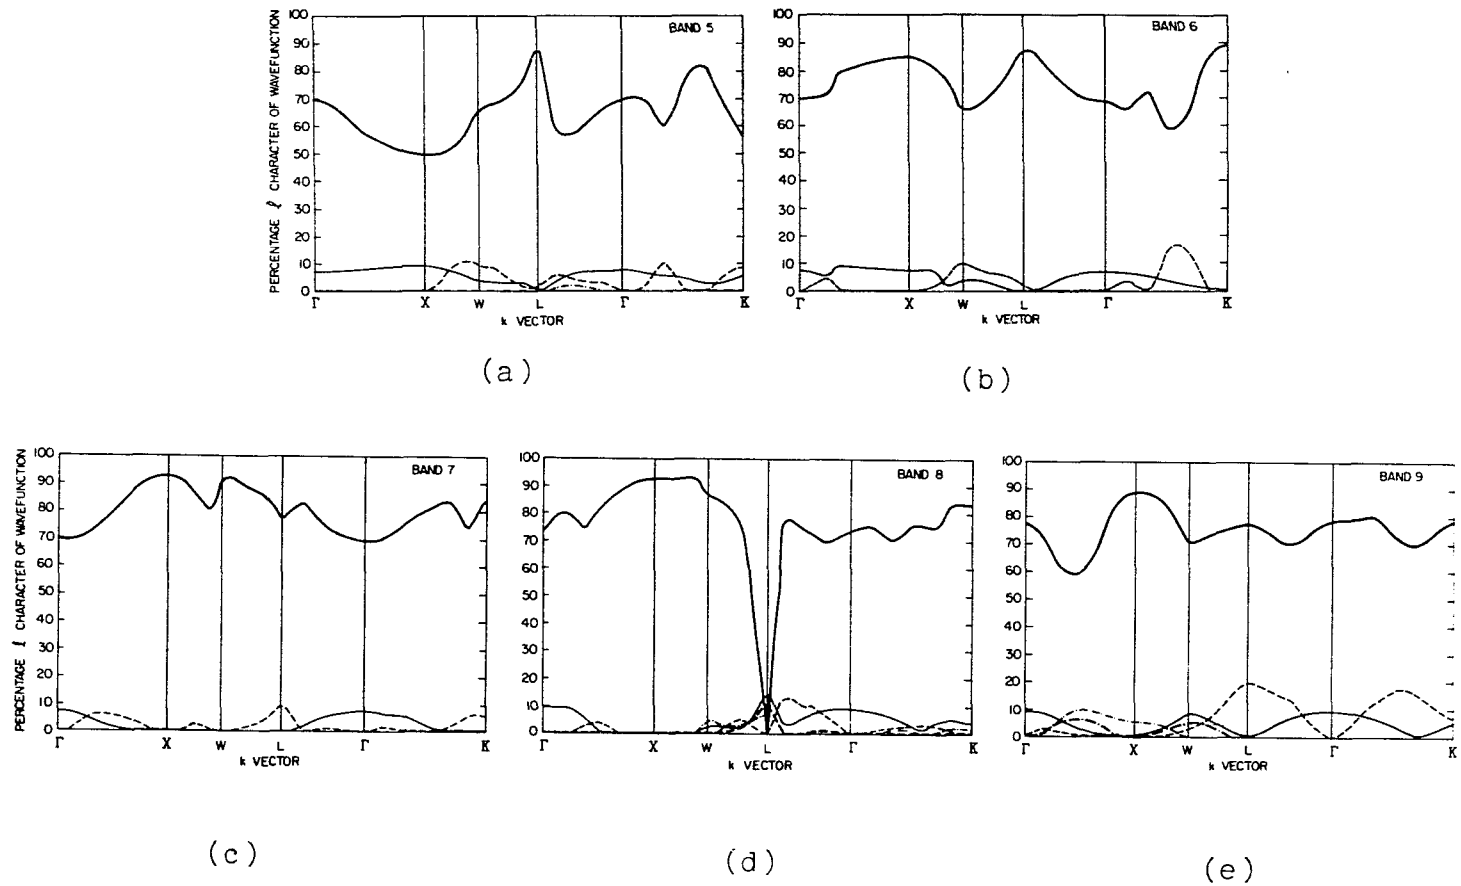 PERCENTAGE ℓ CHARACTER OF WAVEFUNCTION
100
90
80
70
60
50
40
30
20
10
0
BAND 5
Γ X W L Γ K
k VECTOR
(a)
100
90
80
70
60
50
40
30
20
10
0
BAND 6
Γ X W L Γ K
k VECTOR
(b)
PERCENTAGE ℓ CHARACTER OF WAVEFUNCTION
100
90
80
70
60
50
40
30
20
10
0
BAND 7
Γ X W L Γ K
k VECTOR
(c)
100
90
80
70
60
50
40
30
20
10
0
BAND 8
Γ X W L Γ K
k VECTOR
(d)
100
90
80
70
60
50
40
30
20
10
0
BAND 9
Γ X W L Γ K
k VECTOR
(e)